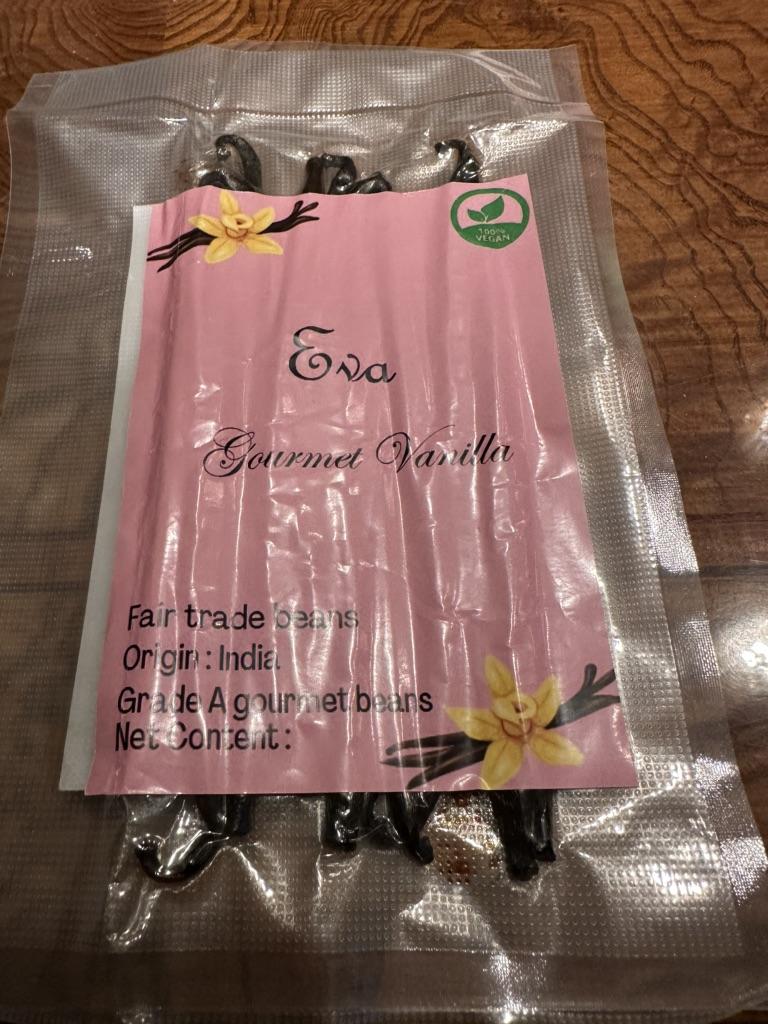 100%
VEGAN
Eva
Gourmet Vanilla
Fair trade beans
Origin : India
Grade A gourmet beans
Net Content :